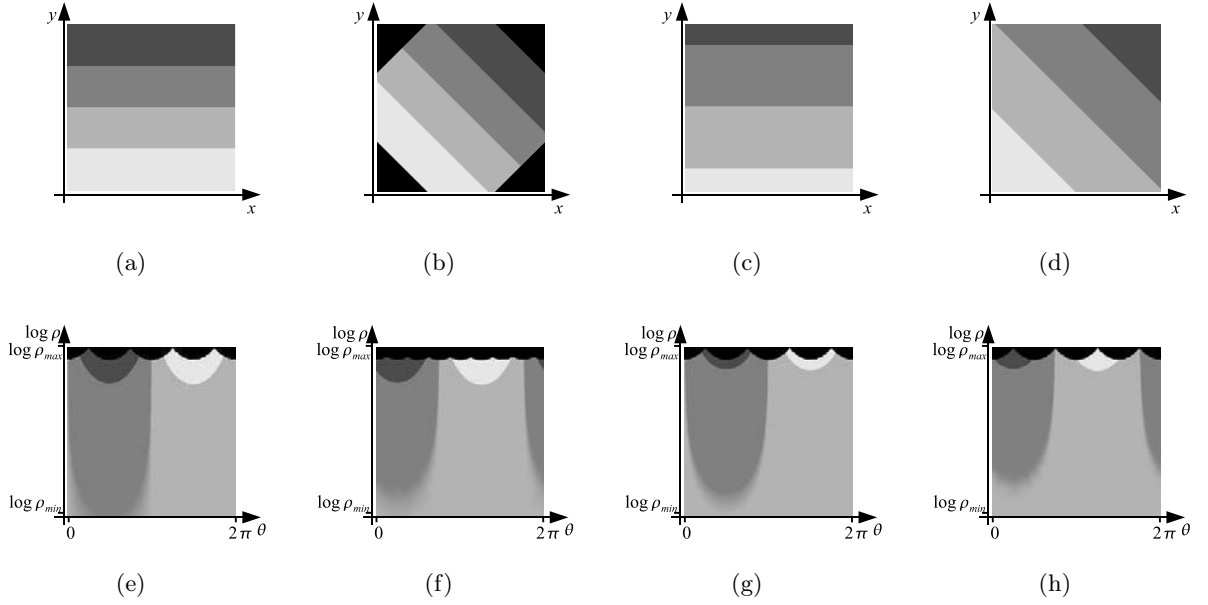 y y y y
x x x x
(a) (b) (c) (d)
log ρ log ρ log ρ log ρ
log ρmax log ρmax log ρmax log ρmax
log ρmin log ρmin log ρmin log ρmin
0 2π θ 0 2π θ 0 2π θ 0 2π θ
(e) (f) (g) (h)